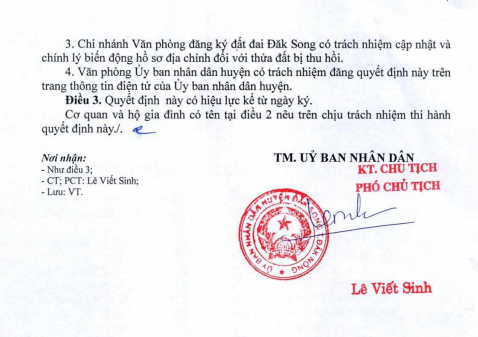 3. Chi nhánh Văn phòng đăng ký đất đai Đăk Song có trách nhiệm cập nhật và
chỉnh lý biến động hồ sơ địa chính đối với thửa đất bị thu hồi.
4. Văn phòng Ủy ban nhân dân huyện có trách nhiệm đăng quyết định này trên
trang thông tin điện tử của Ủy ban nhân dân huyện.
Điều 3. Quyết định này có hiệu lực kể từ ngày ký.
Cơ quan và hộ gia đình có tên tại điều 2 nêu trên chịu trách nhiệm thi hành
quyết định này./.
Nơi nhận:
- Như điều 3;
- CT; PCT: Lê Viết Sinh;
- Lưu: VT.
TM. UỶ BAN NHÂN DÂN
KT. CHỦ TỊCH
PHÓ CHỦ TỊCH
ỦY BAN NHÂN DÂN HUYỆN ĐĂK SONG
ĐĂK NÔNG
Lê Viết Sinh